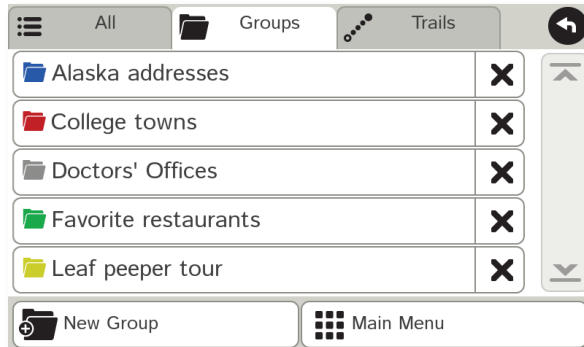 All
Groups
Trails
Alaska addresses
College towns
Doctors' Offices
Favorite restaurants
Leaf peeper tour
New Group
Main Menu